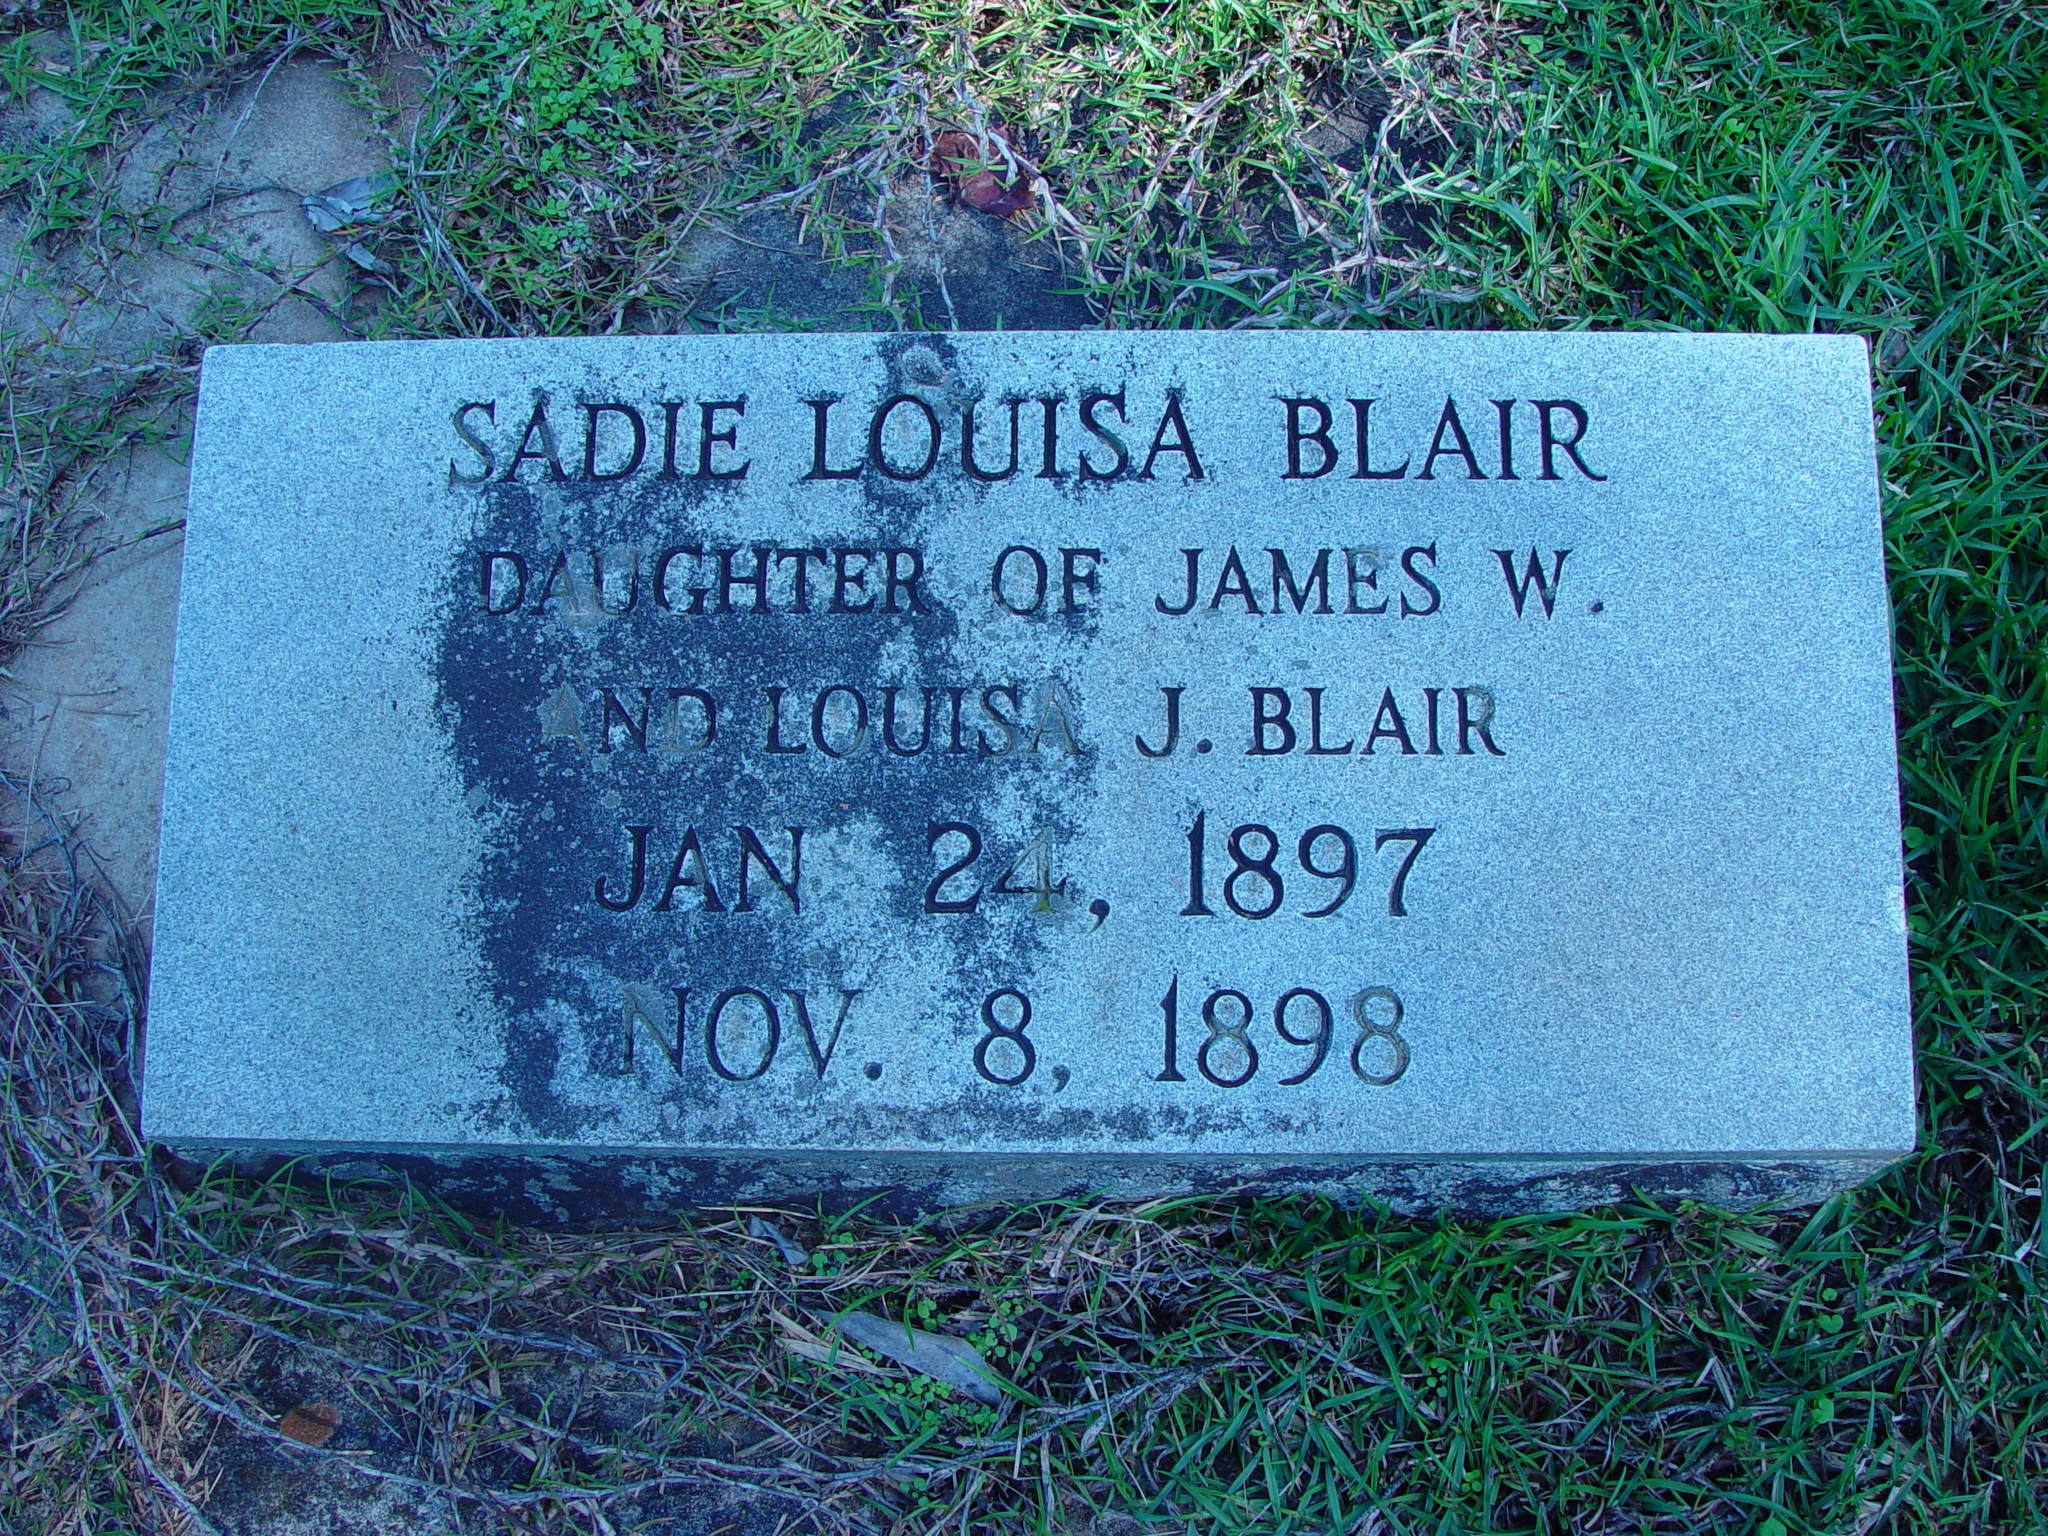 SADIE LOUISA BLAIR
DAUGHTER OF JAMES W.
AND LOUISA J. BLAIR
JAN 24, 1897
NOV. 8, 1898